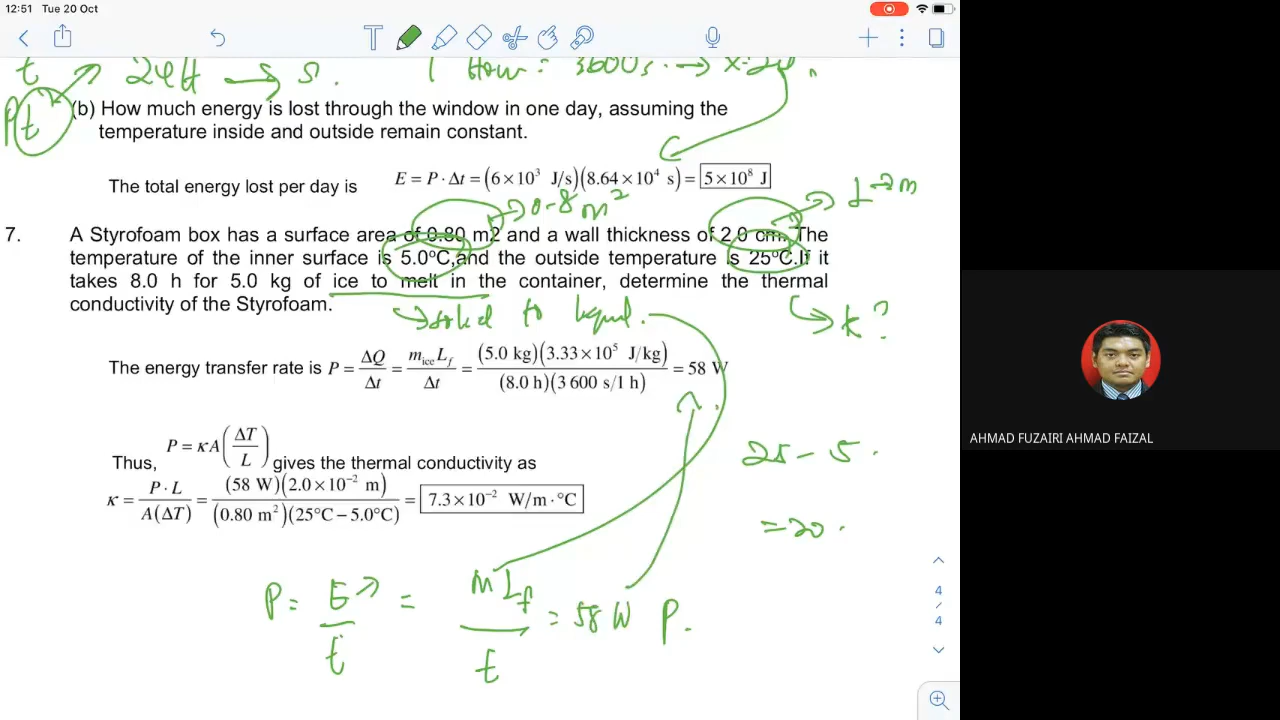 12:51 Tue 20 Oct
t → 24H → s.
1 Hour = 3600s. → x 24.
Pt
(b) How much energy is lost through the window in one day, assuming the
temperature inside and outside remain constant.
The total energy lost per day is E = P · Δt = (6×10³ J/s)(8.64×10⁴ s) = 5×10⁸ J
→ 0.8 m²
L → m
7. A Styrofoam box has a surface area of 0.80 m2 and a wall thickness of 2.0 cm. The
temperature of the inner surface is 5.0°C,and the outside temperature is 25°C.If it
takes 8.0 h for 5.0 kg of ice to melt in the container, determine the thermal
conductivity of the Styrofoam.
→ solid to liquid.
→ k?
The energy transfer rate is P = ΔQ/Δt = m_ice L_f/Δt = (5.0 kg)(3.33×10⁵ J/kg)/(8.0 h)(3 600 s/1 h) = 58 W
Thus, P = κA(ΔT/L) gives the thermal conductivity as
κ = P · L/A(ΔT) = (58 W)(2.0×10⁻² m)/(0.80 m²)(25°C − 5.0°C) = 7.3×10⁻² W/m · °C
25 - 5.
= 20.
P = E/t = mL_f/t = 58 W P.
4
/
4
AHMAD FUZAIRI AHMAD FAIZAL